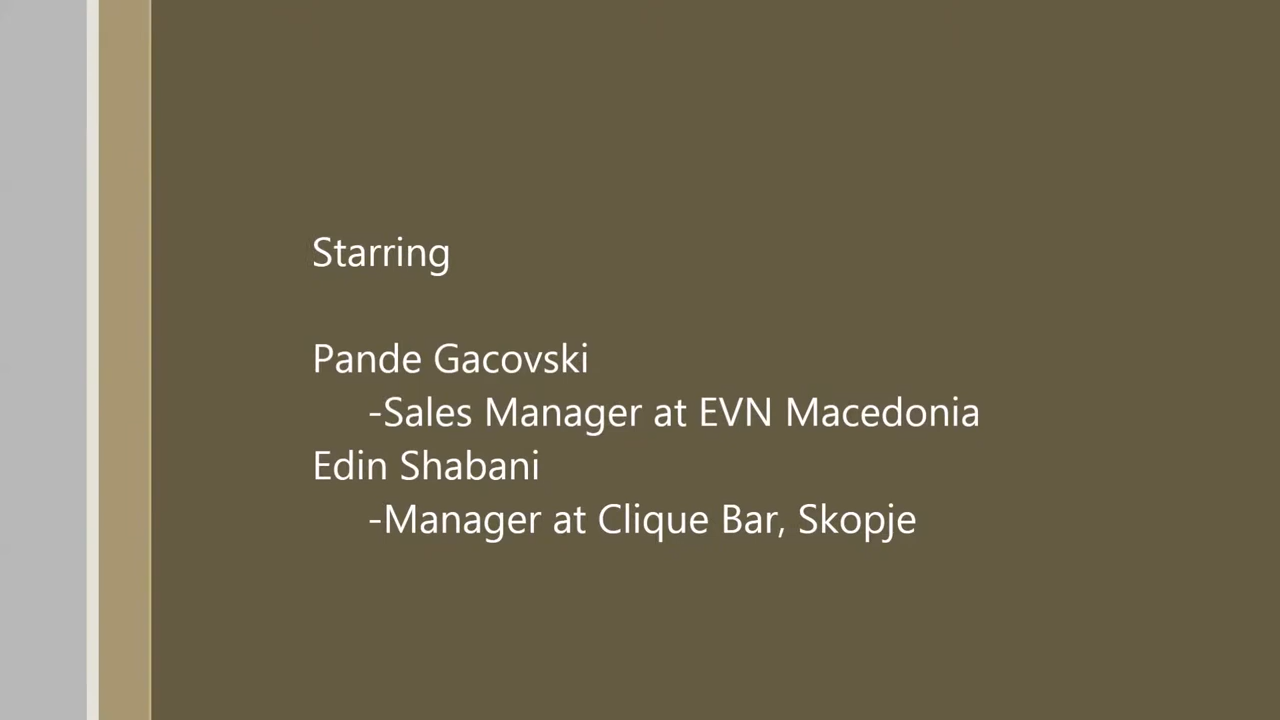 Starring
Pande Gacovski
-Sales Manager at EVN Macedonia
Edin Shabani
-Manager at Clique Bar, Skopje